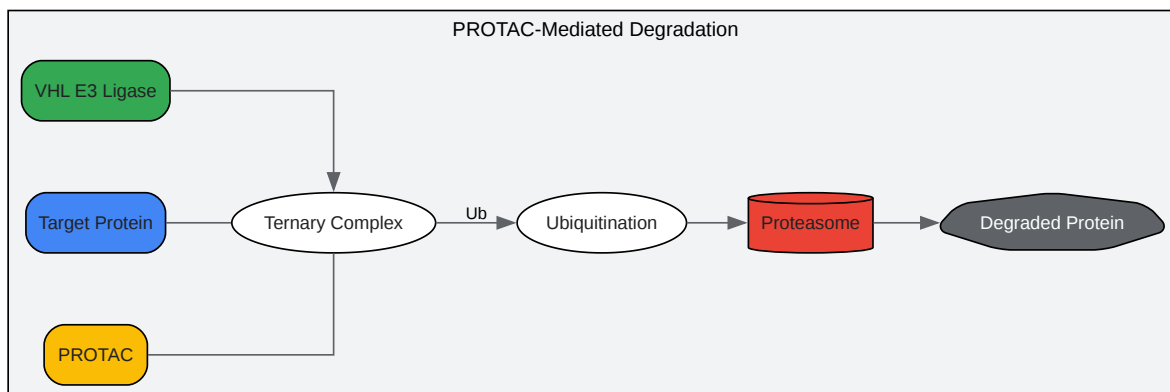 PROTAC-Mediated Degradation
VHL E3 Ligase
Target Protein
Ternary Complex
Ub
Ubiquitination
Proteasome
Degraded Protein
PROTAC